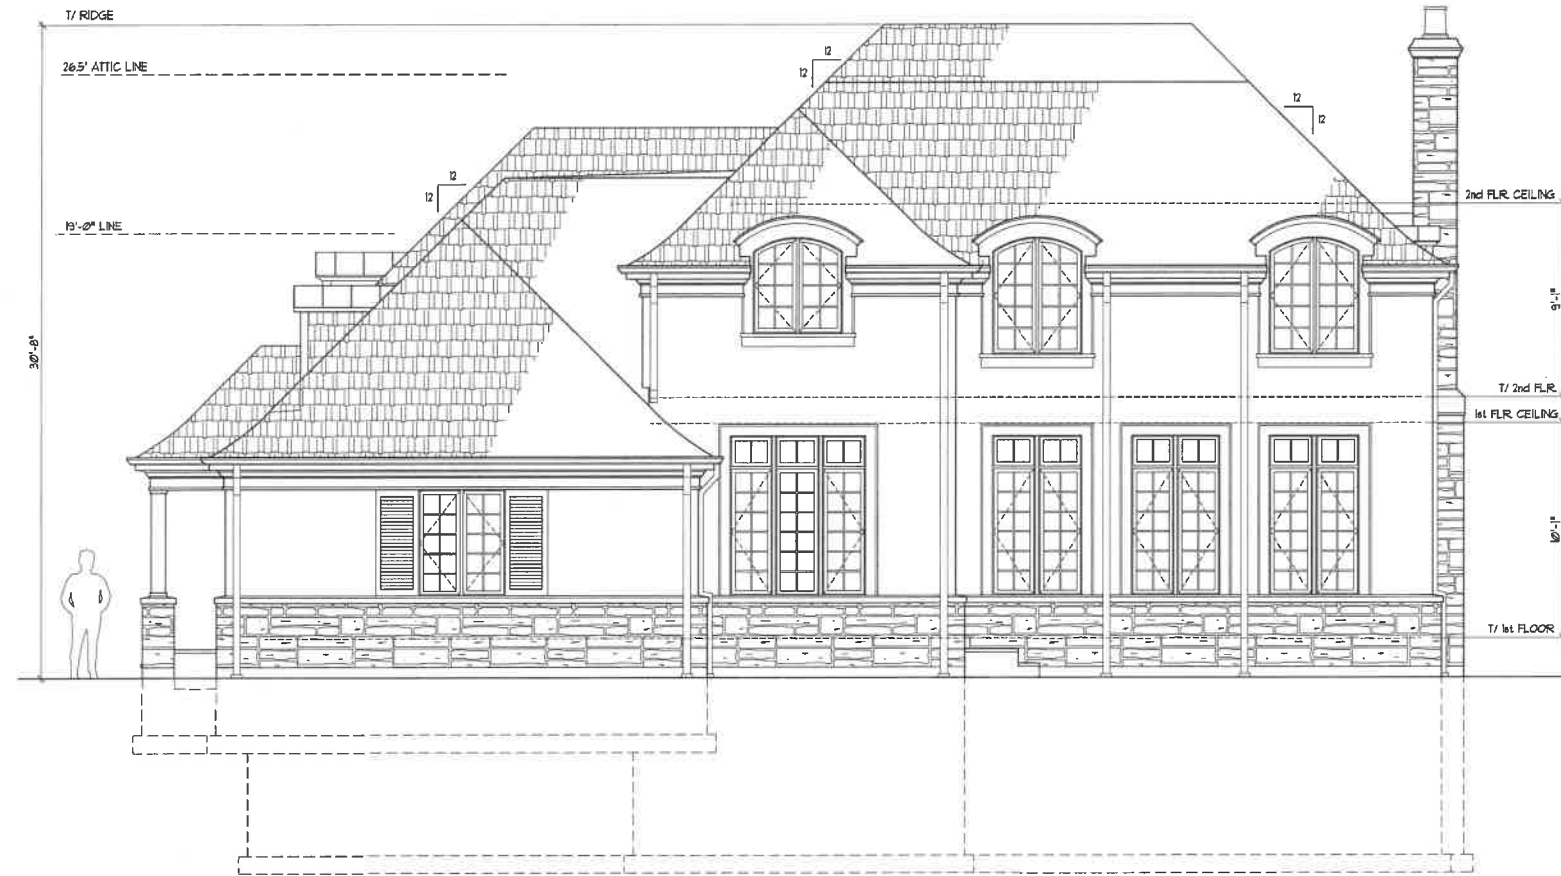 T/ RIDGE
26.5' ATTIC LINE
12
12
12
12
12
12
2nd FLR. CEILING
19'-0" LINE
9'-1"
30'-8"
T/ 2nd FLR.
1st FLR. CEILING
10'-1"
T/ 1st FLOOR